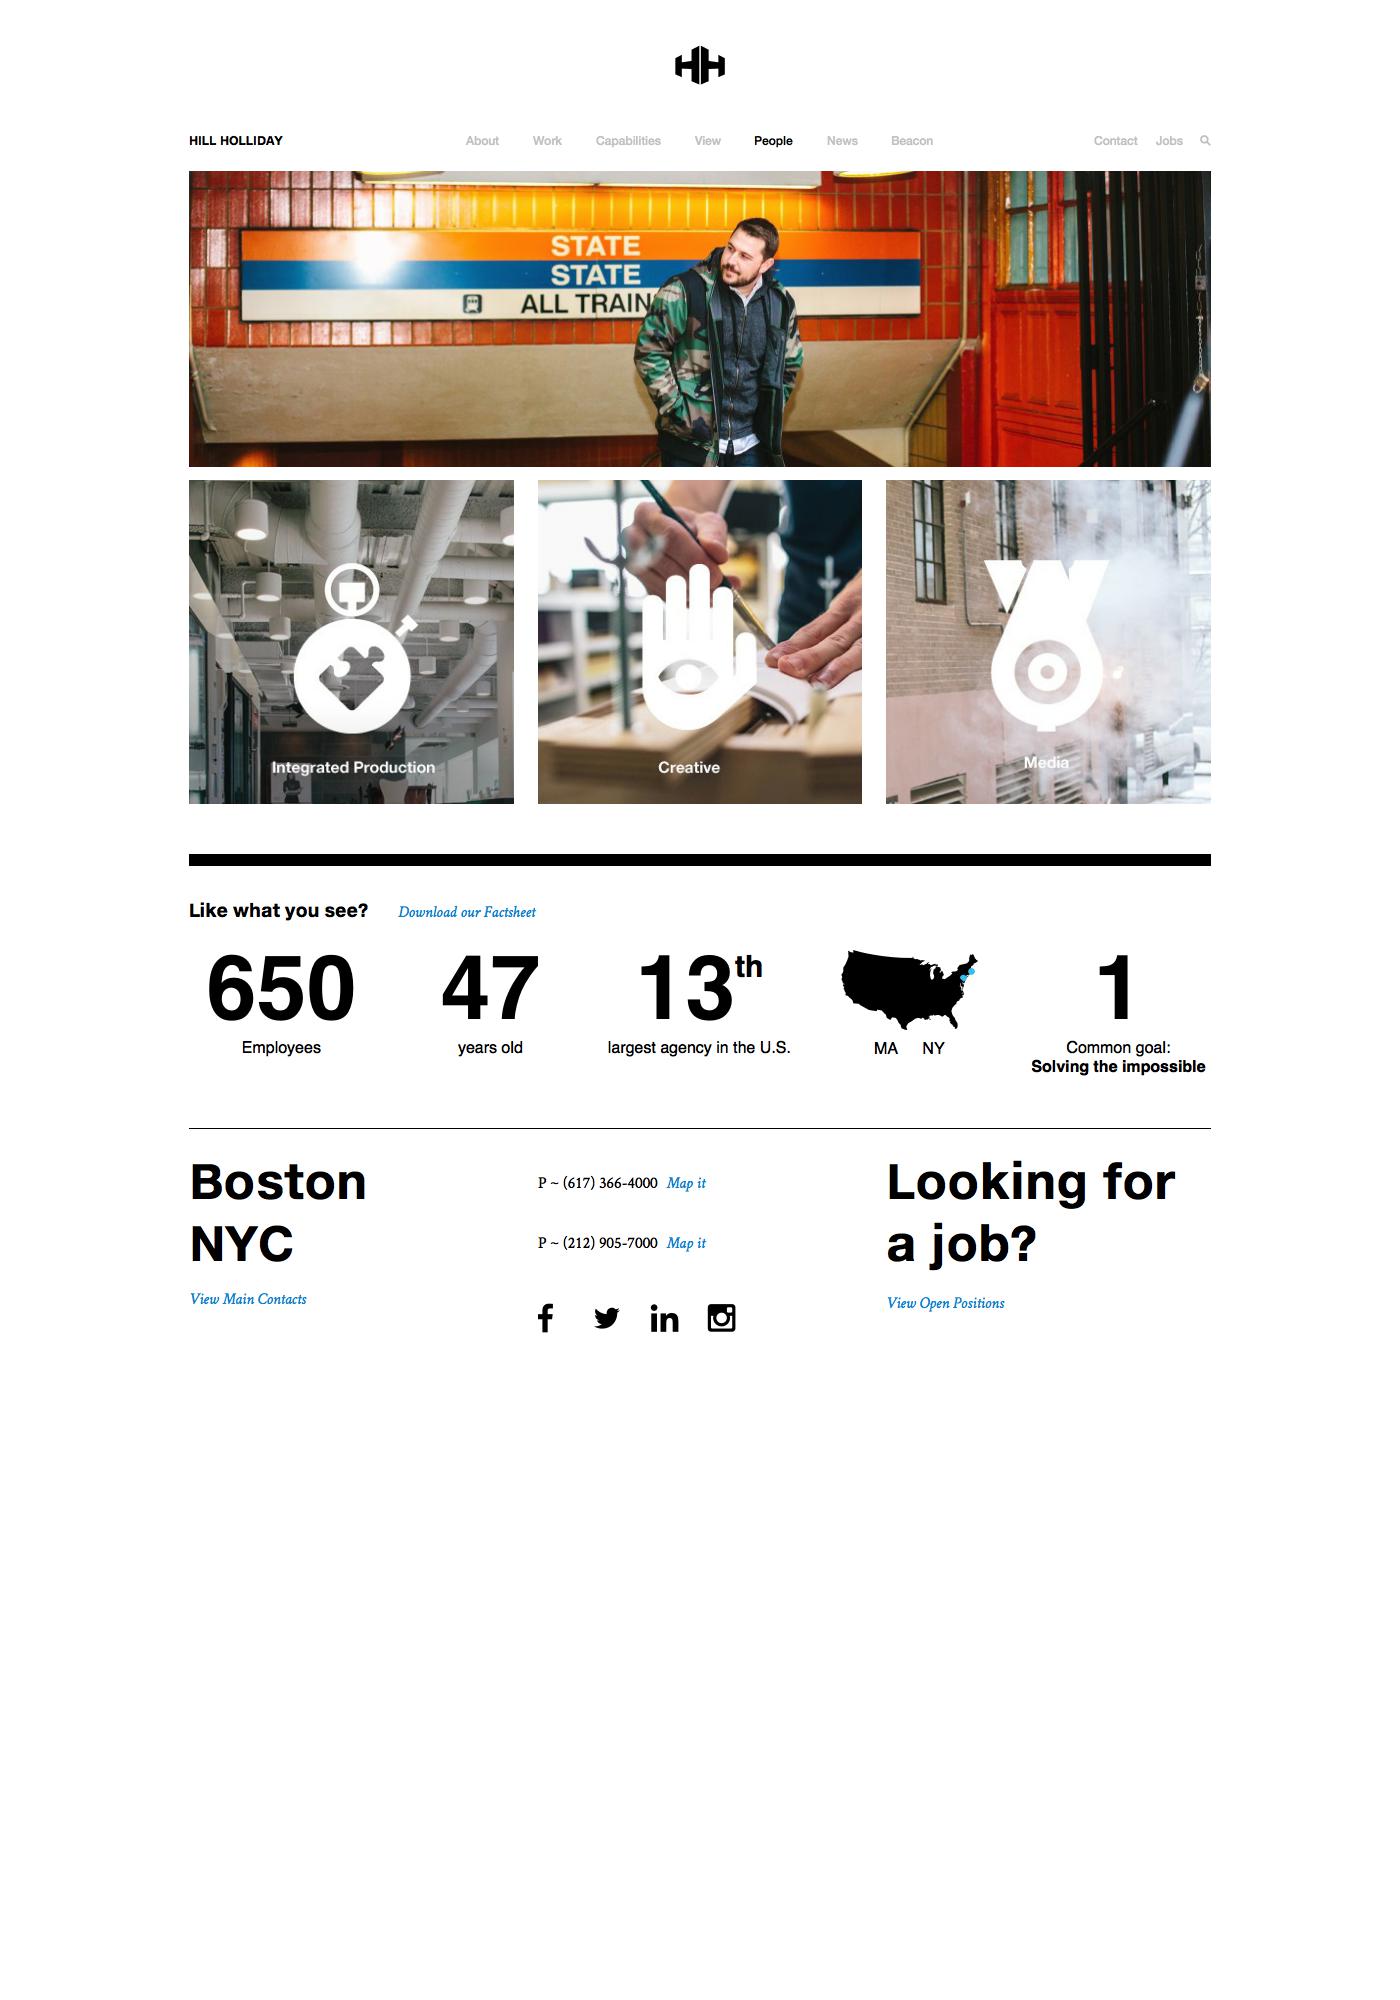 HH
HILL HOLLIDAY
About Work Capabilities View People News Beacon
Contact Jobs
STATE
STATE
ALL TRAIN
Integrated Production
Creative
Media
Like what you see? Download our Factsheet
650
Employees
47
years old
13th
largest agency in the U.S.
MA NY
1
Common goal:
Solving the impossible
Boston
NYC
View Main Contacts
P ~ (617) 366-4000 Map it
P ~ (212) 905-7000 Map it
f in
Looking for
a job?
View Open Positions